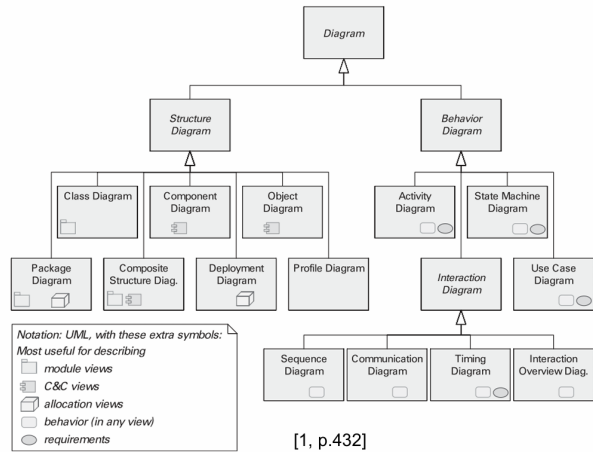 Diagram
Structure
Diagram
Behavior
Diagram
Class Diagram
Component
Diagram
Object
Diagram
Activity
Diagram
State Machine
Diagram
Package
Diagram
Composite
Structure Diag.
Deployment
Diagram
Profile Diagram
Interaction
Diagram
Use Case
Diagram
Sequence
Diagram
Communication
Diagram
Timing
Diagram
Interaction
Overview Diag.
Notation: UML, with these extra symbols:
Most useful for describing
module views
C&C views
allocation views
behavior (in any view)
requirements
[1, p.432]